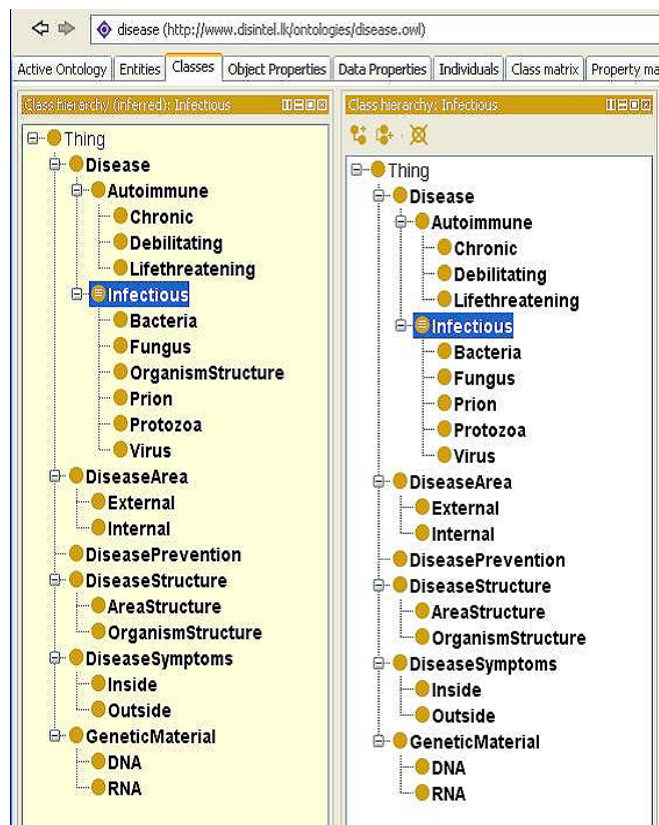 disease (http://www.disintel.lk/ontologies/disease.owl)
Active Ontology Entities Classes Object Properties Data Properties Individuals Class matrix Property ma
Class hierarchy (inferred): Infectious
Thing
Disease
Autoimmune
Chronic
Debilitating
Lifethreatening
Infectious
Bacteria
Fungus
OrganismStructure
Prion
Protozoa
Virus
DiseaseArea
External
Internal
DiseasePrevention
DiseaseStructure
AreaStructure
OrganismStructure
DiseaseSymptoms
Inside
Outside
GeneticMaterial
DNA
RNA
Class hierarchy: Infectious
Thing
Disease
Autoimmune
Chronic
Debilitating
Lifethreatening
Infectious
Bacteria
Fungus
Prion
Protozoa
Virus
DiseaseArea
External
Internal
DiseasePrevention
DiseaseStructure
AreaStructure
OrganismStructure
DiseaseSymptoms
Inside
Outside
GeneticMaterial
DNA
RNA